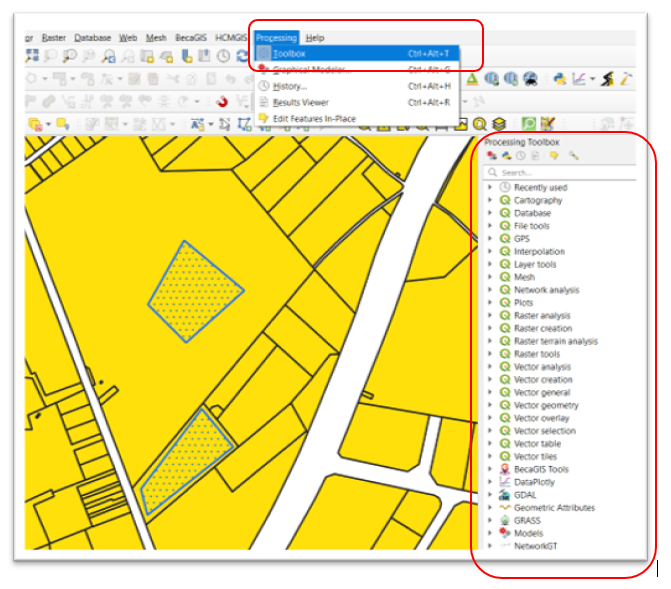 or Raster Database Web Mesh BecaGIS HCMGIS Processing Help
Toolbox Ctrl+Alt+T
Graphical Modeler... Ctrl+Alt+G
History... Ctrl+Alt+H
Results Viewer Ctrl+Alt+R
Edit Features In-Place
Processing Toolbox
Search...
Recently used
Cartography
Database
File tools
GPS
Interpolation
Layer tools
Mesh
Network analysis
Plots
Raster analysis
Raster creation
Raster terrain analysis
Raster tools
Vector analysis
Vector creation
Vector general
Vector geometry
Vector overlay
Vector selection
Vector table
Vector tiles
BecaGIS Tools
DataPlotly
GDAL
Geometric Attributes
GRASS
Models
NetworkGT